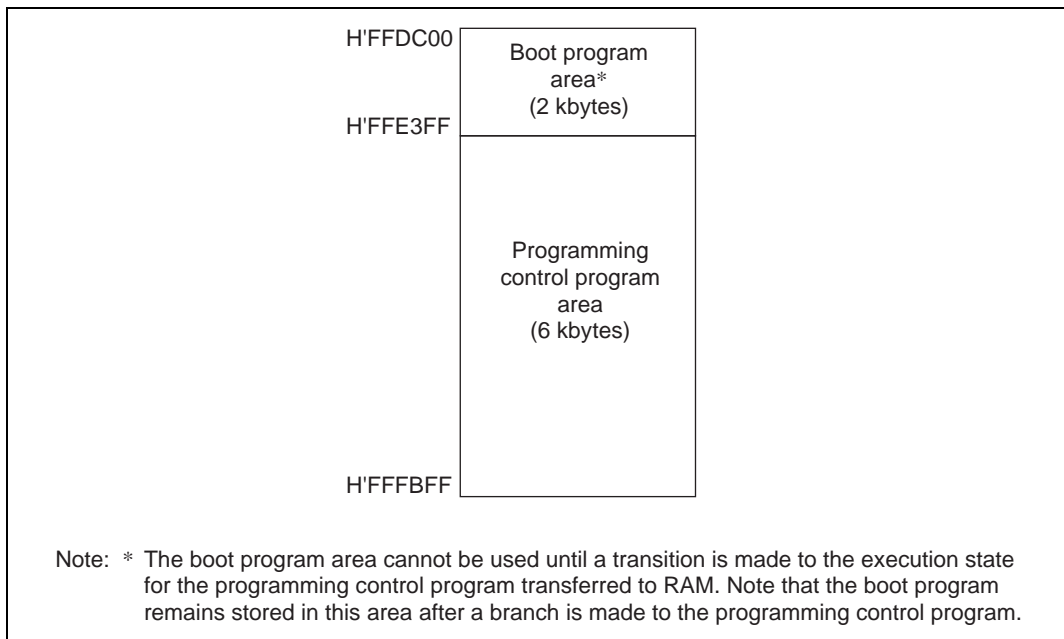 H'FFDC00
Boot program
area*
(2 kbytes)
H'FFE3FF
Programming
control program
area
(6 kbytes)
H'FFFBFF
Note: * The boot program area cannot be used until a transition is made to the execution state
for the programming control program transferred to RAM. Note that the boot program
remains stored in this area after a branch is made to the programming control program.